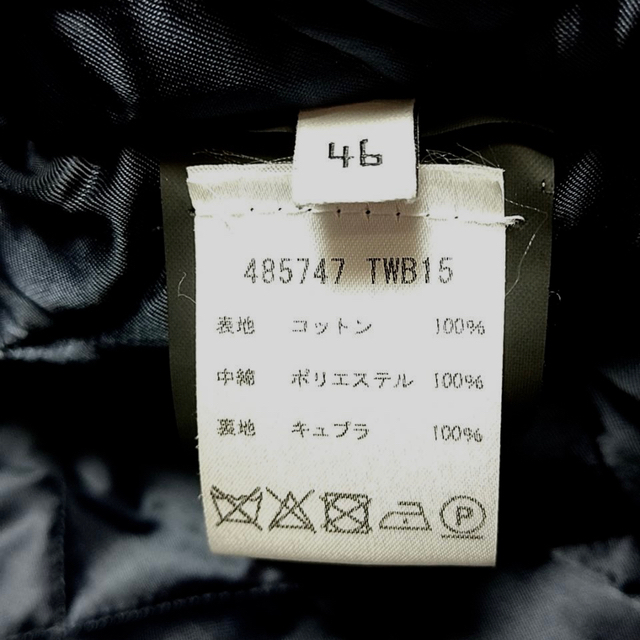 46
485747 TWB15
表地 コットン 100%
中綿 ポリエステル 100%
裏地 キュプラ 100%
P